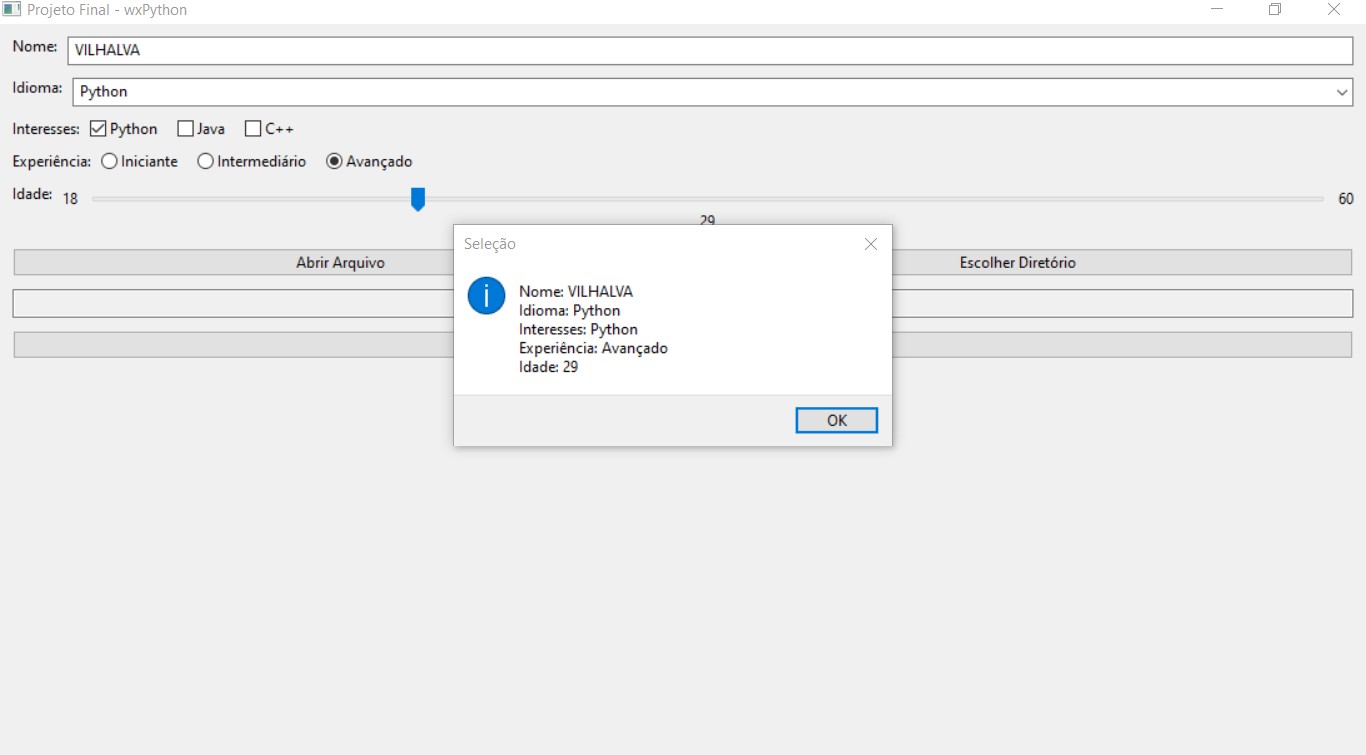 Projeto Final - wxPython
Nome: VILHALVA
Idioma: Python
Interesses: Python Java C++
Experiência: Iniciante Intermediário Avançado
Idade: 18 60
29
Abrir Arquivo Escolher Diretório
Seleção
Nome: VILHALVA
Idioma: Python
Interesses: Python
Experiência: Avançado
Idade: 29
OK